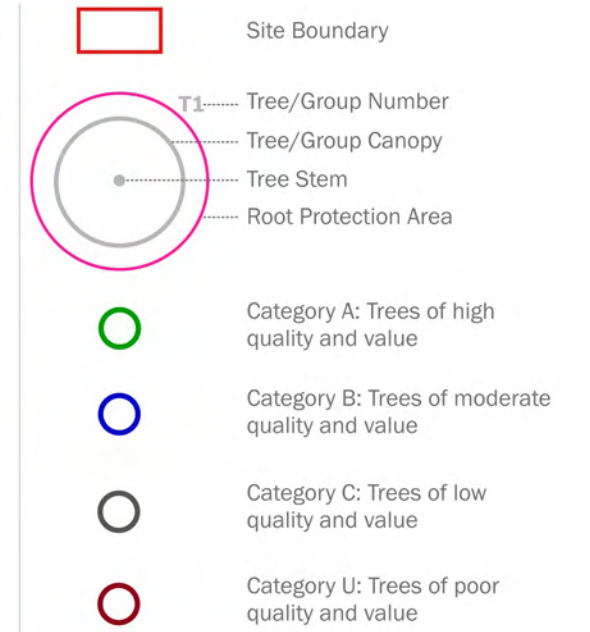 Site Boundary
T1
Tree/Group Number
Tree/Group Canopy
Tree Stem
Root Protection Area
Category A: Trees of high
quality and value
Category B: Trees of moderate
quality and value
Category C: Trees of low
quality and value
Category U: Trees of poor
quality and value